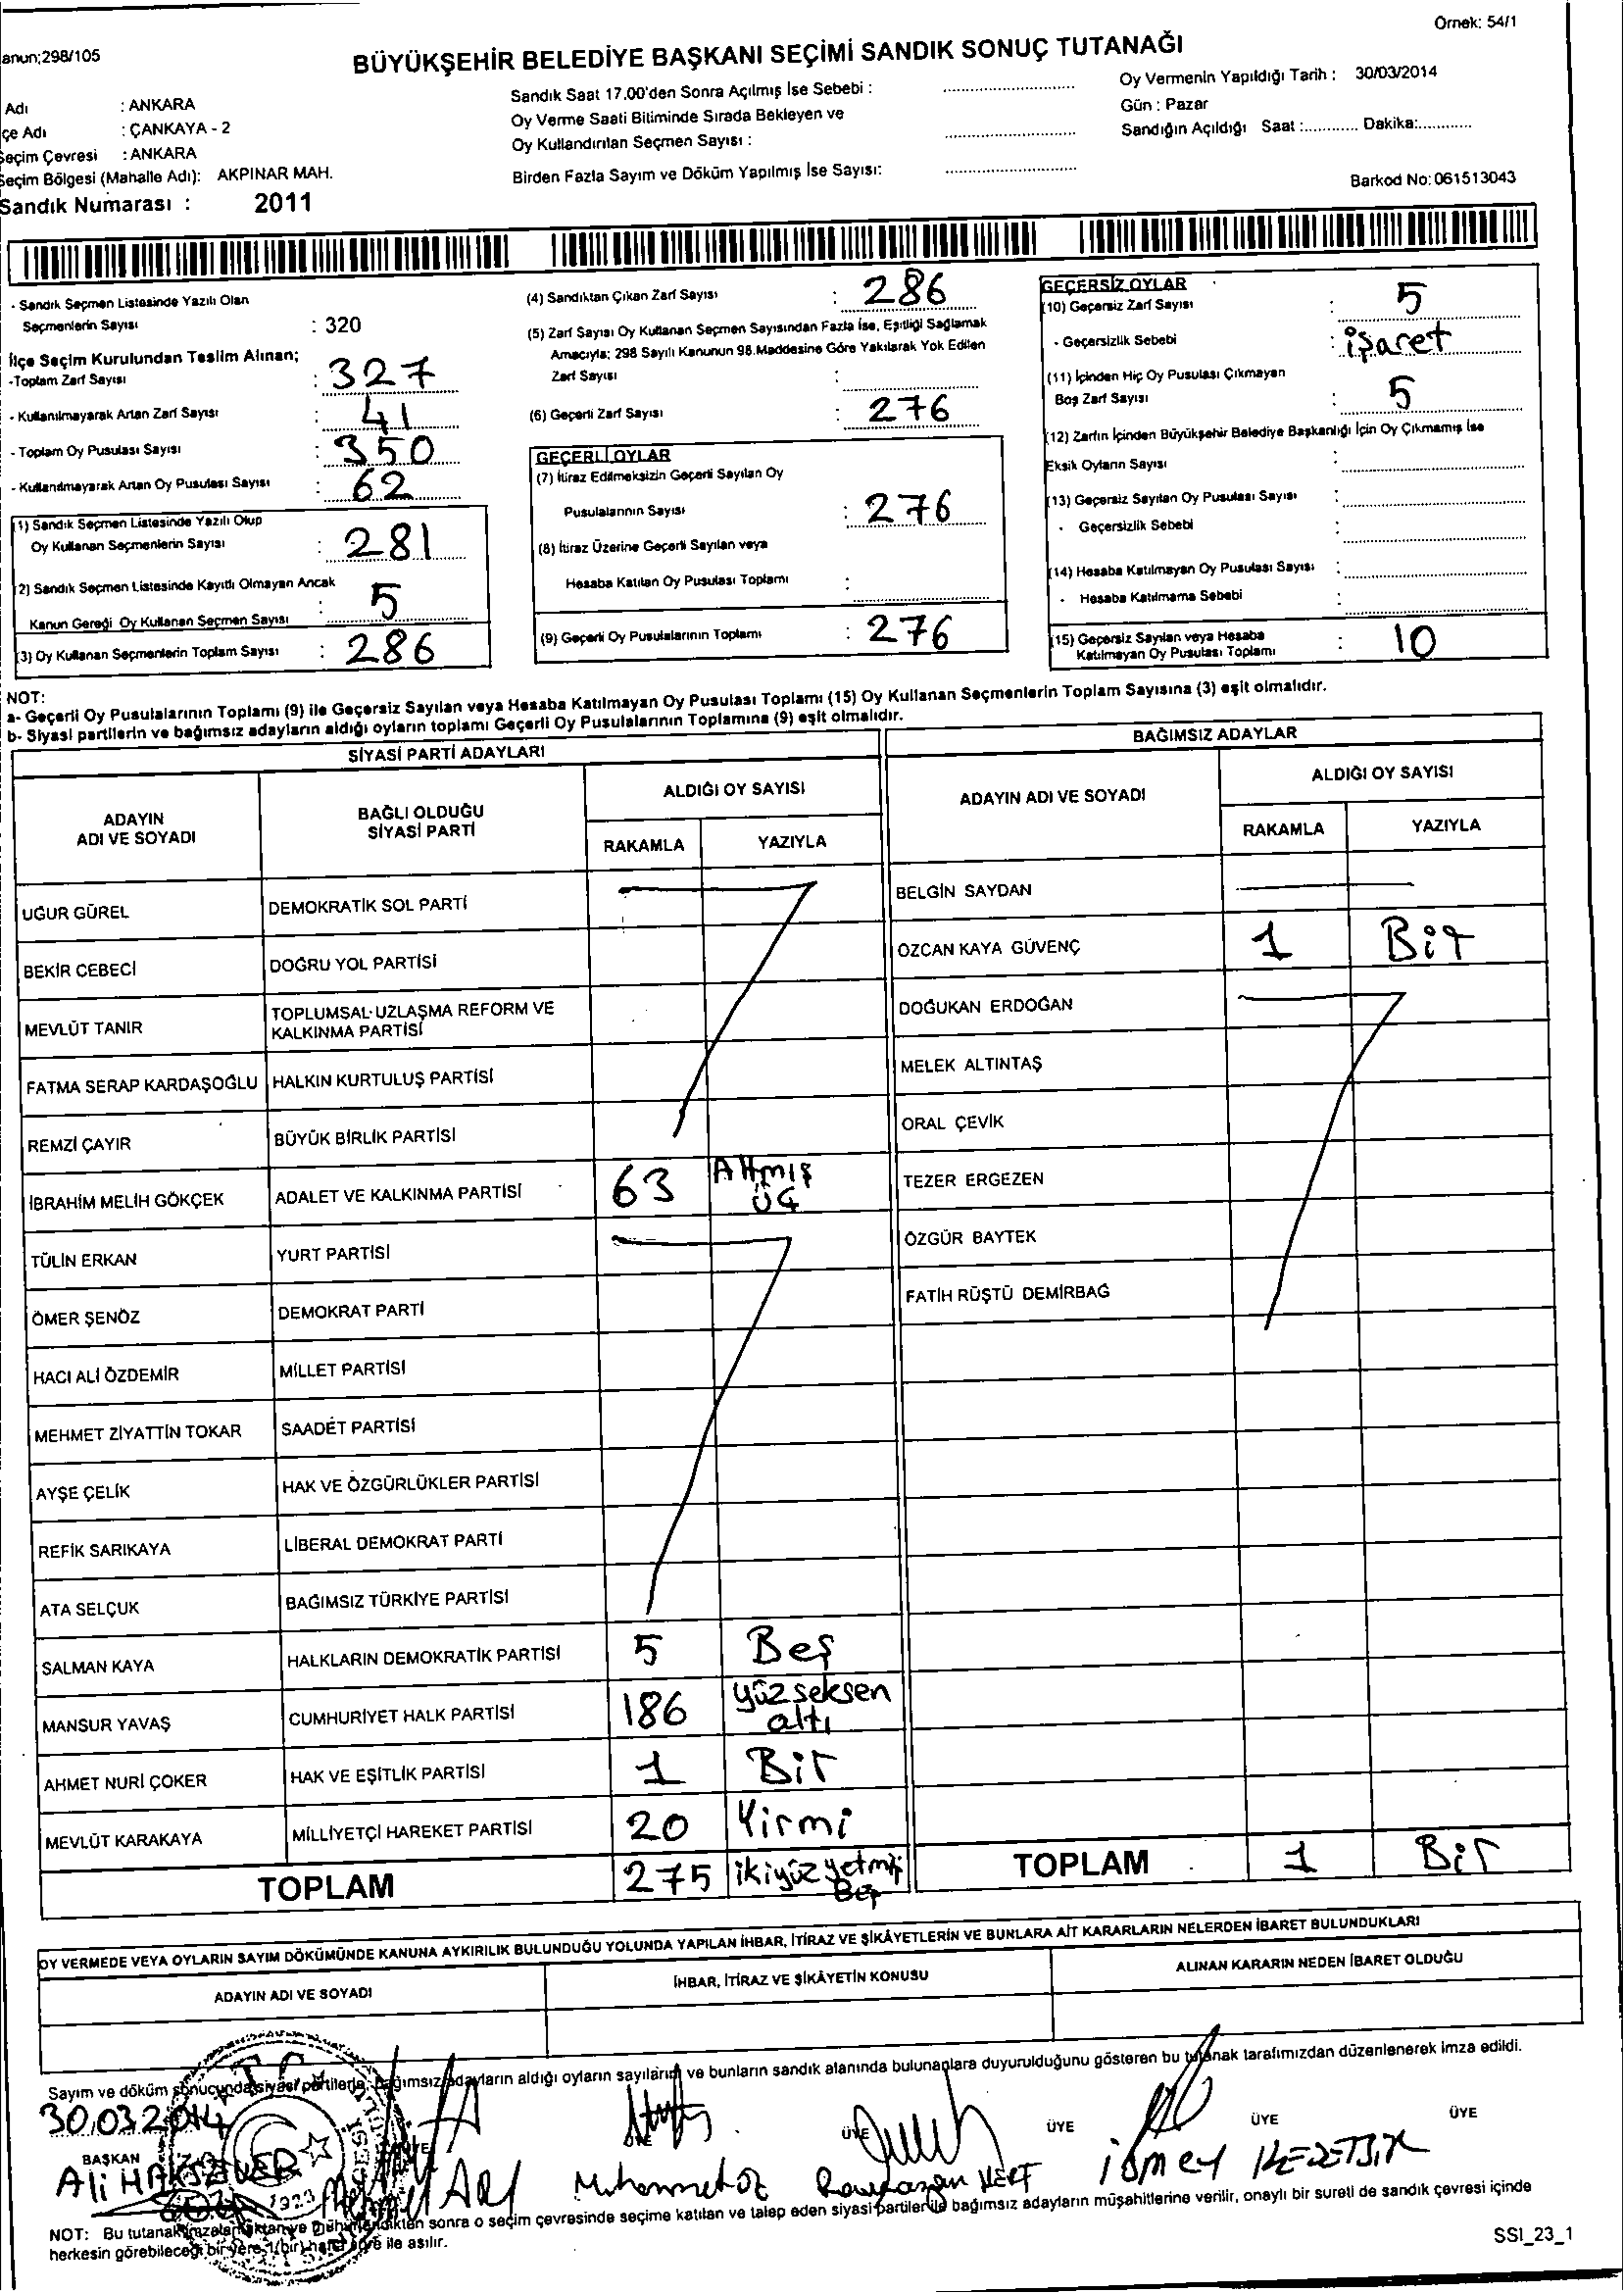 Örnek: 54/1
anun;298/105
BÜYÜKŞEHİR BELEDİYE BAŞKANI SEÇİMİ SANDIK SONUÇ TUTANAĞI
Adı : ANKARA
çe Adı : ÇANKAYA - 2
Seçim Çevresi : ANKARA
Seçim Bölgesi (Mahalle Adı): AKPINAR MAH.
Sandık Numarası : 2011
Sandık Saat 17.00'den Sonra Açılmış İse Sebebi :
Oy Verme Saati Bitiminde Sırada Bekleyen ve
Oy Kullandırılan Seçmen Sayısı :
Birden Fazla Sayım ve Döküm Yapılmış İse Sayısı:
Oy Vermenin Yapıldığı Tarih : 30/03/2014
Gün : Pazar
Sandığın Açıldığı Saat :............ Dakika:............
Barkod No: 061513043
- Sandık Seçmen Listesinde Yazılı Olan
Seçmenlerin Sayısı : 320
İlçe Seçim Kurulundan Teslim Alınan;
-Toplam Zarf Sayısı : 327
- Kullanılmayarak Artan Zarf Sayısı : 41
- Toplam Oy Pusulası Sayısı : 350
- Kullanılmayarak Artan Oy Pusulası Sayısı : 62
(1) Sandık Seçmen Listesinde Yazılı Olup
Oy Kullanan Seçmenlerin Sayısı : 281
(2) Sandık Seçmen Listesinde Kayıtlı Olmayan Ancak
Kanun Gereği Oy Kullanan Seçmen Sayısı : 5
(3) Oy Kullanan Seçmenlerin Toplam Sayısı : 286
(4) Sandıktan Çıkan Zarf Sayısı : 286
(5) Zarf Sayısı Oy Kullanan Seçmen Sayısından Fazla İse, Eşitliği Sağlamak
Amacıyla; 298 Sayılı Kanunun 98.Maddesine Göre Yakılarak Yok Edilen
Zarf Sayısı :
(6) Geçerli Zarf Sayısı : 276
GEÇERLİ OYLAR
(7) İtiraz Edilmeksizin Geçerli Sayılan Oy
Pusulalarının Sayısı : 276
(8) İtiraz Üzerine Geçerli Sayılan veya
Hesaba Katılan Oy Pusulası Toplamı :
(9) Geçerli Oy Pusulalarının Toplamı : 276
GEÇERSİZ OYLAR
(10) Geçersiz Zarf Sayısı : 5
- Geçersizlik Sebebi : işaret
(11) İçinden Hiç Oy Pusulası Çıkmayan
Boş Zarf Sayısı : 5
(12) Zarfın İçinden Büyükşehir Belediye Başkanlığı İçin Oy Çıkmamış İse
Eksik Oyların Sayısı :
(13) Geçersiz Sayılan Oy Pusulası Sayısı :
- Geçersizlik Sebebi :
(14) Hesaba Katılmayan Oy Pusulası Sayısı :
- Hesaba Katılmama Sebebi :
(15) Geçersiz Sayılan veya Hesaba
Katılmayan Oy Pusulası Toplamı : 10
NOT:
a- Geçerli Oy Pusulalarının Toplamı (9) ile Geçersiz Sayılan veya Hesaba Katılmayan Oy Pusulası Toplamı (15) Oy Kullanan Seçmenlerin Toplam Sayısına (3) eşit olmalıdır.
b- Siyasi partilerin ve bağımsız adayların aldığı oyların toplamı Geçerli Oy Pusulalarının Toplamına (9) eşit olmalıdır.
SİYASİ PARTİ ADAYLARI
ADAYIN
ADI VE SOYADI
BAĞLI OLDUĞU
SİYASİ PARTİ
ALDIĞI OY SAYISI
RAKAMLA YAZIYLA
UĞUR GÜREL DEMOKRATİK SOL PARTİ
BEKİR CEBECİ DOĞRU YOL PARTİSİ
MEVLÜT TANIR TOPLUMSAL UZLAŞMA REFORM VE
KALKINMA PARTİSİ
FATMA SERAP KARDAŞOĞLU HALKIN KURTULUŞ PARTİSİ
REMZİ ÇAYIR BÜYÜK BİRLİK PARTİSİ
İBRAHİM MELİH GÖKÇEK ADALET VE KALKINMA PARTİSİ 63 Altmış
üç
TÜLİN ERKAN YURT PARTİSİ
ÖMER ŞENÖZ DEMOKRAT PARTİ
HACI ALİ ÖZDEMİR MİLLET PARTİSİ
MEHMET ZİYATTİN TOKAR SAADET PARTİSİ
AYŞE ÇELİK HAK VE ÖZGÜRLÜKLER PARTİSİ
REFİK SARIKAYA LİBERAL DEMOKRAT PARTİ
ATA SELÇUK BAĞIMSIZ TÜRKİYE PARTİSİ
SALMAN KAYA HALKLARIN DEMOKRATİK PARTİSİ 5 Beş
MANSUR YAVAŞ CUMHURİYET HALK PARTİSİ 186 yüzseksen
altı
AHMET NURİ ÇOKER HAK VE EŞİTLİK PARTİSİ 1 Bir
MEVLÜT KARAKAYA MİLLİYETÇİ HAREKET PARTİSİ 20 Yirmi
TOPLAM 275 ikiyüz yetmiş
Beş
BAĞIMSIZ ADAYLAR
ADAYIN ADI VE SOYADI
ALDIĞI OY SAYISI
RAKAMLA YAZIYLA
BELGİN SAYDAN
ÖZCAN KAYA GÜVENÇ 1 Bir
DOĞUKAN ERDOĞAN
MELEK ALTINTAŞ
ORAL ÇEVİK
TEZER ERGEZEN
ÖZGÜR BAYTEK
FATİH RÜŞTÜ DEMİRBAĞ
TOPLAM 1 Bir
OY VERMEDE VEYA OYLARIN SAYIM DÖKÜMÜNDE KANUNA AYKIRILIK BULUNDUĞU YOLUNDA YAPILAN İHBAR, İTİRAZ VE ŞİKÂYETLERİN VE BUNLARA AİT KARARLARIN NELERDEN İBARET BULUNDUKLARI
ADAYIN ADI VE SOYADI İHBAR, İTİRAZ VE ŞİKÂYETİN KONUSU ALINAN KARARIN NEDEN İBARET OLDUĞU
Sayım ve döküm sonucunda siyasi partilerle, bağımsız adayların aldığı oyların sayılarını ve bunların sandık alanında bulunanlara duyurulduğunu gösteren bu tutanak tarafımızdan düzenlenerek imza edildi.
30.03.2014
BAŞKAN ÜYE ÜYE ÜYE ÜYE ÜYE
Ali HAKSEVER
Muhammet öz Ramazan
NOT: Bu tutanak imzalanmaktan ve mühürlendikten sonra o seçim çevresinde seçime katılan ve talep eden siyasi partiler ile bağımsız adayların müşahitlerine verilir, onaylı bir sureti de sandık çevresi içinde
herkesin görebileceği bir yere 1(bir) hafta süre ile asılır.
SSI_23_1